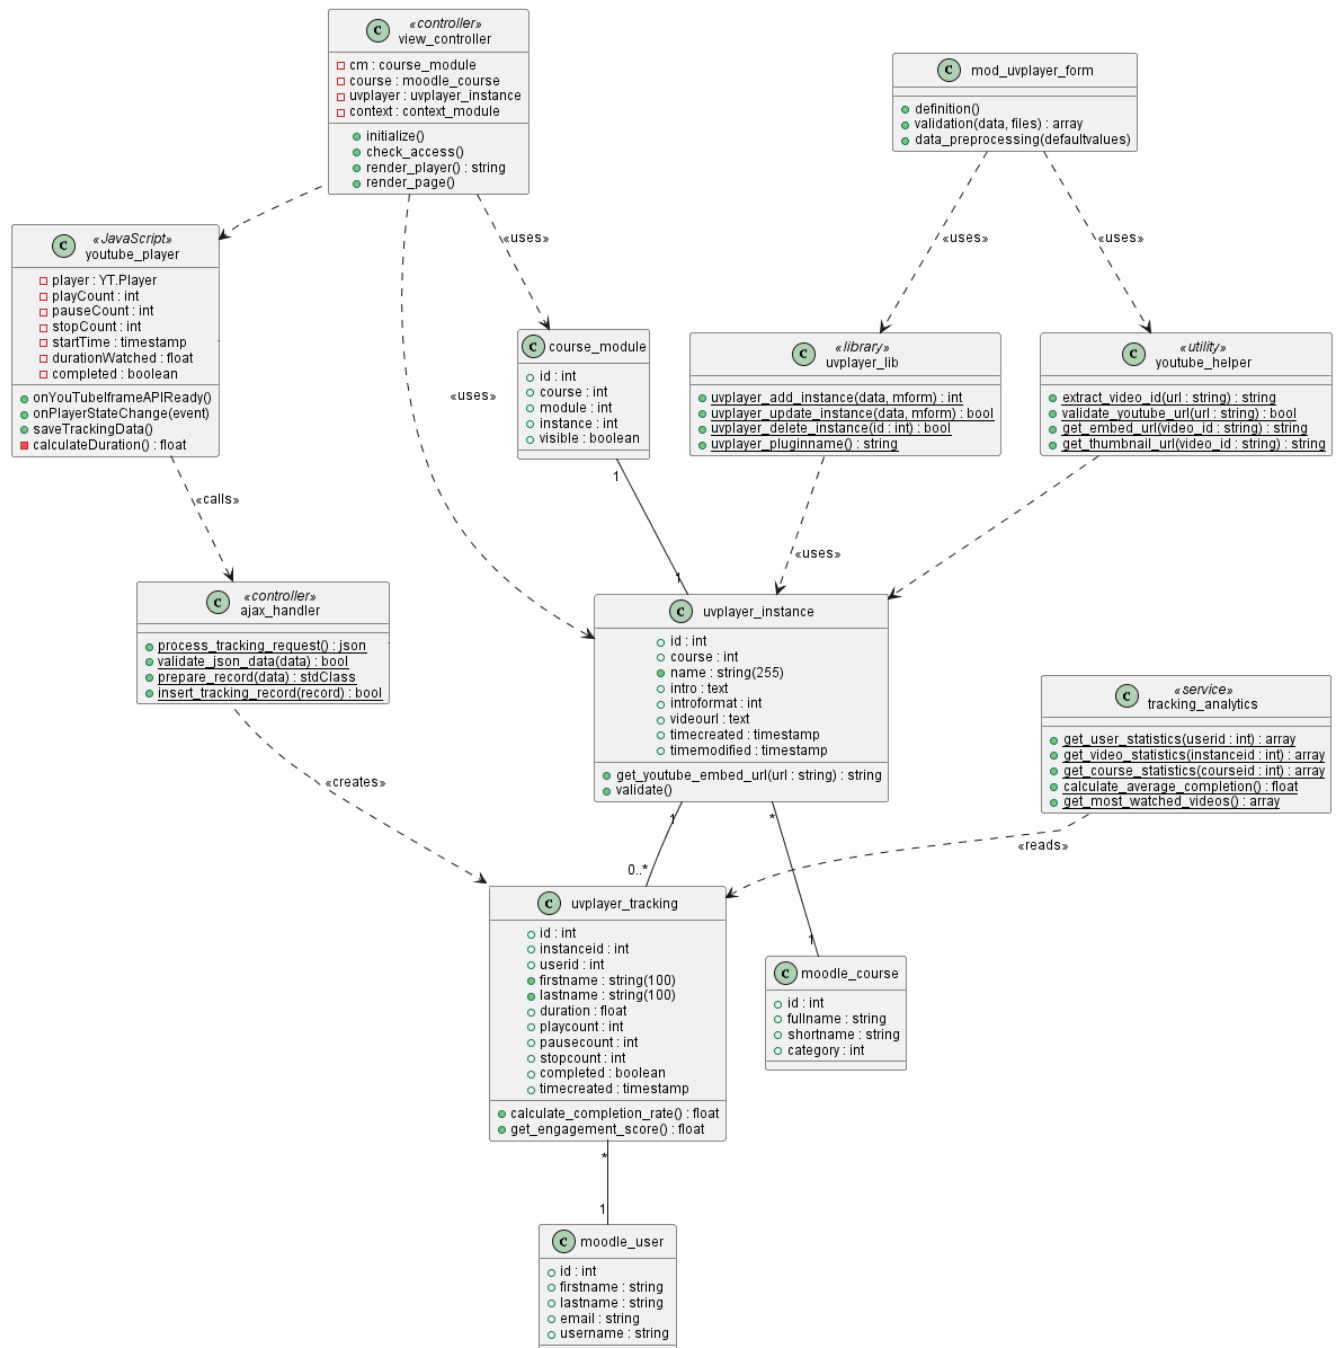 C
«controller»
view_controller
cm : course_module
course : moodle_course
uvplayer : uvplayer_instance
context : context_module
initialize()
check_access()
render_player() : string
render_page()
C
mod_uvplayer_form
definition()
validation(data, files) : array
data_preprocessing(defaultvalues)
C
«JavaScript»
youtube_player
player : YT.Player
playCount : int
pauseCount : int
stopCount : int
startTime : timestamp
durationWatched : float
completed : boolean
onYouTubeIframeAPIReady()
onPlayerStateChange(event)
saveTrackingData()
calculateDuration() : float
«uses»
«uses»
«uses»
C
course_module
id : int
course : int
module : int
instance : int
visible : boolean
C
«library»
uvplayer_lib
uvplayer_add_instance(data, mform) : int
uvplayer_update_instance(data, mform) : bool
uvplayer_delete_instance(id : int) : bool
uvplayer_pluginname() : string
C
«utility»
youtube_helper
extract_video_id(url : string) : string
validate_youtube_url(url : string) : bool
get_embed_url(video_id : string) : string
get_thumbnail_url(video_id : string) : string
«uses»
«calls»
1
1
«uses»
C
«controller»
ajax_handler
process_tracking_request() : json
validate_json_data(data) : bool
prepare_record(data) : stdClass
insert_tracking_record(record) : bool
C
uvplayer_instance
id : int
course : int
name : string(255)
intro : text
introformat : int
videourl : text
timecreated : timestamp
timemodified : timestamp
get_youtube_embed_url(url : string) : string
validate()
C
«service»
tracking_analytics
get_user_statistics(userid : int) : array
get_video_statistics(instanceid : int) : array
get_course_statistics(courseid : int) : array
calculate_average_completion() : float
get_most_watched_videos() : array
«creates»
1
0..*
*
1
«reads»
C
uvplayer_tracking
id : int
instanceid : int
userid : int
firstname : string(100)
lastname : string(100)
duration : float
playcount : int
pausecount : int
stopcount : int
completed : boolean
timecreated : timestamp
calculate_completion_rate() : float
get_engagement_score() : float
C
moodle_course
id : int
fullname : string
shortname : string
category : int
*
1
C
moodle_user
id : int
firstname : string
lastname : string
email : string
username : string